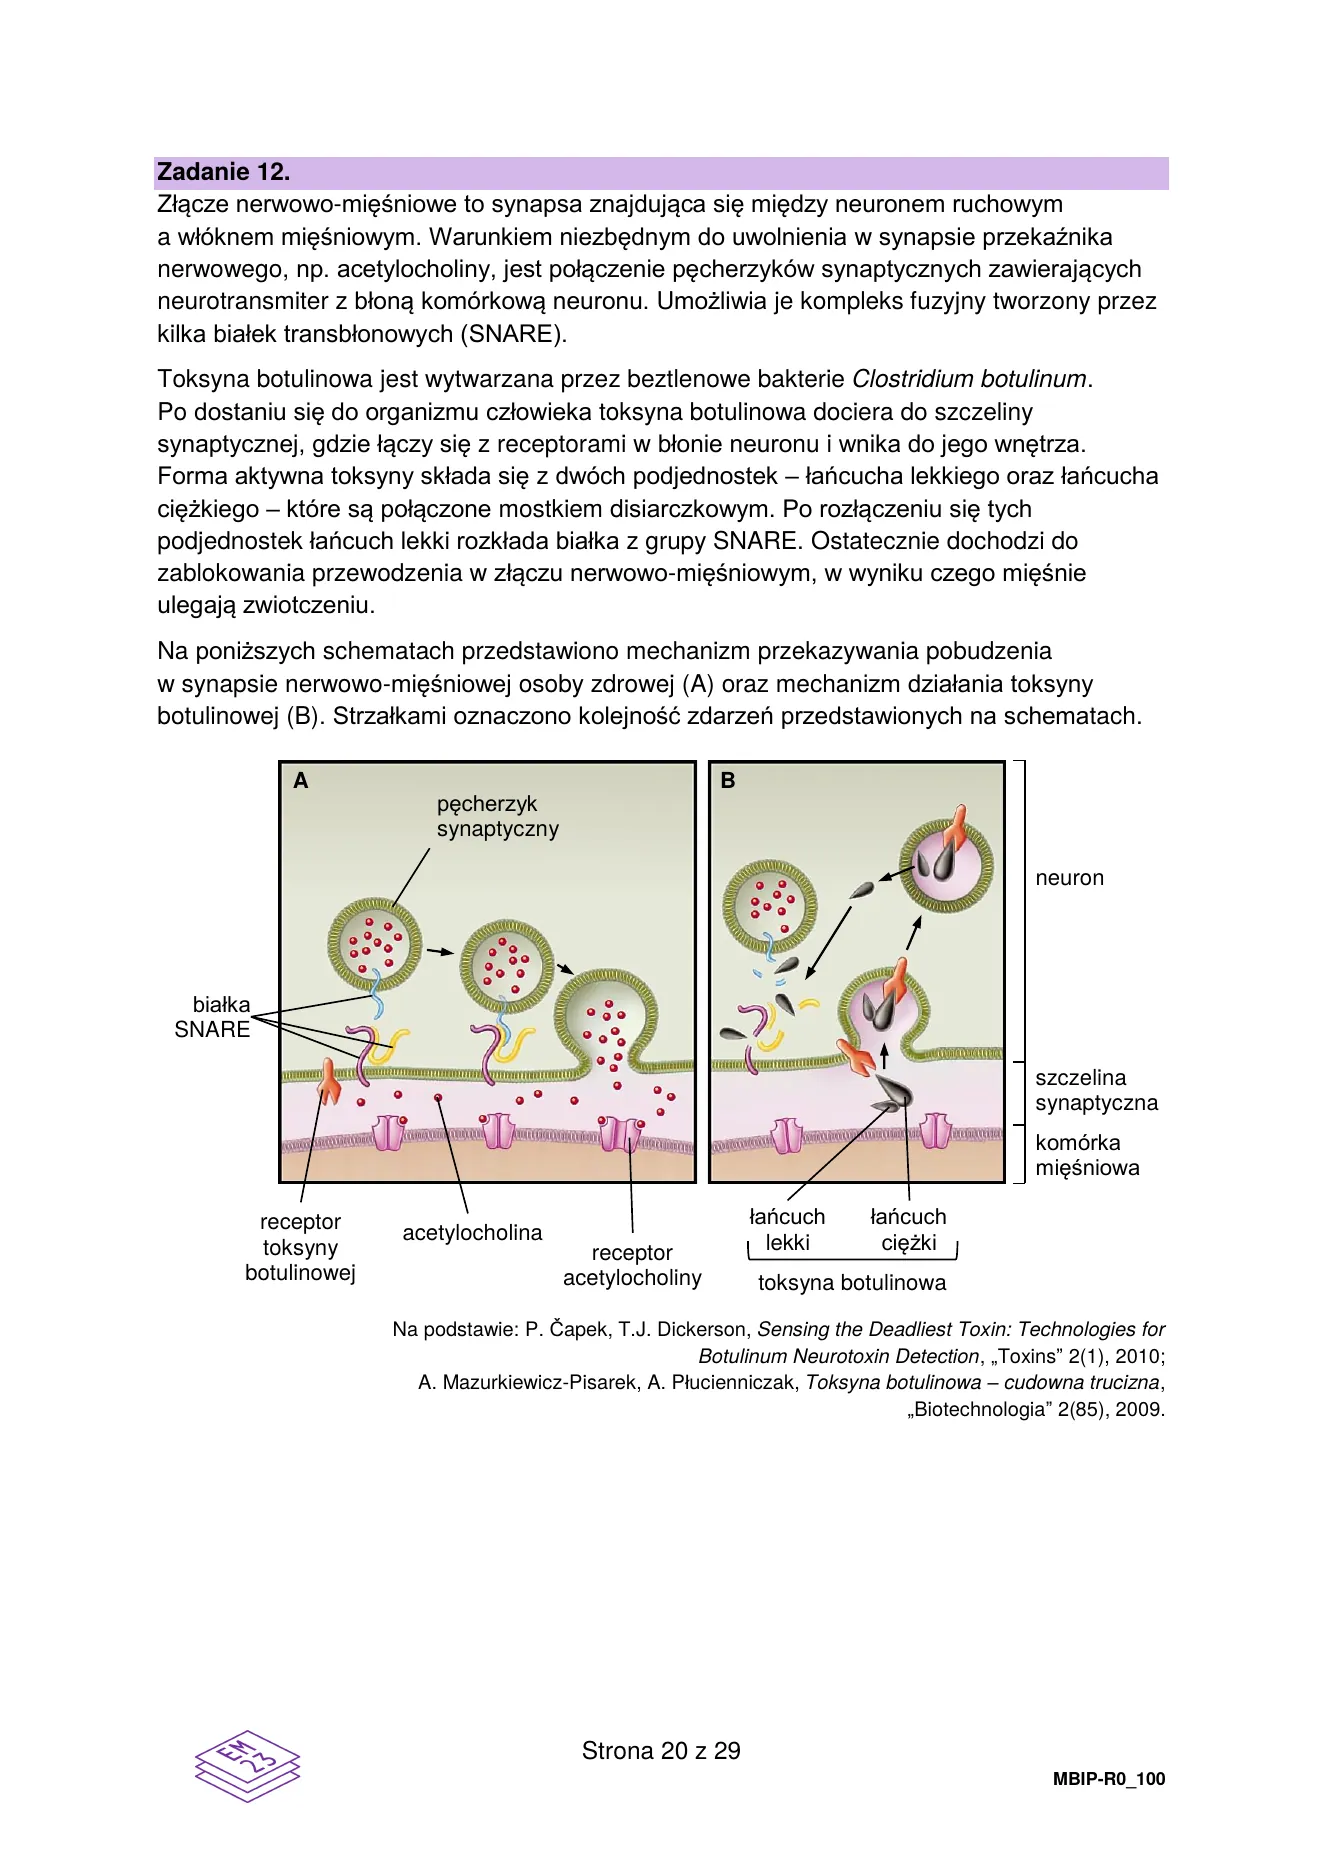 Zadanie 12.
Złącze nerwowo-mięśniowe to synapsa znajdująca się między neuronem ruchowym
a włóknem mięśniowym. Warunkiem niezbędnym do uwolnienia w synapsie przekaźnika
nerwowego, np. acetylocholiny, jest połączenie pęcherzyków synaptycznych zawierających
neurotransmiter z błoną komórkową neuronu. Umożliwia je kompleks fuzyjny tworzony przez
kilka białek transbłonowych (SNARE).
Toksyna botulinowa jest wytwarzana przez beztlenowe bakterie Clostridium botulinum.
Po dostaniu się do organizmu człowieka toksyna botulinowa dociera do szczeliny
synaptycznej, gdzie łączy się z receptorami w błonie neuronu i wnika do jego wnętrza.
Forma aktywna toksyny składa się z dwóch podjednostek – łańcucha lekkiego oraz łańcucha
ciężkiego – które są połączone mostkiem disiarczkowym. Po rozłączeniu się tych
podjednostek łańcuch lekki rozkłada białka z grupy SNARE. Ostatecznie dochodzi do
zablokowania przewodzenia w złączu nerwowo-mięśniowym, w wyniku czego mięśnie
ulegają zwiotczeniu.
Na poniższych schematach przedstawiono mechanizm przekazywania pobudzenia
w synapsie nerwowo-mięśniowej osoby zdrowej (A) oraz mechanizm działania toksyny
botulinowej (B). Strzałkami oznaczono kolejność zdarzeń przedstawionych na schematach.
A
pęcherzyk
synaptyczny
białka
SNARE
receptor
toksyny
botulinowej
acetylocholina
receptor
acetylocholiny
B
neuron
szczelina
synaptyczna
komórka
mięśniowa
łańcuch
lekki
łańcuch
ciężki
toksyna botulinowa
Na podstawie: P. Čapek, T.J. Dickerson, Sensing the Deadliest Toxin: Technologies for
Botulinum Neurotoxin Detection, „Toxins” 2(1), 2010;
A. Mazurkiewicz-Pisarek, A. Płucienniczak, Toksyna botulinowa – cudowna trucizna,
„Biotechnologia” 2(85), 2009.
EM
23
Strona 20 z 29
MBIP-R0_100